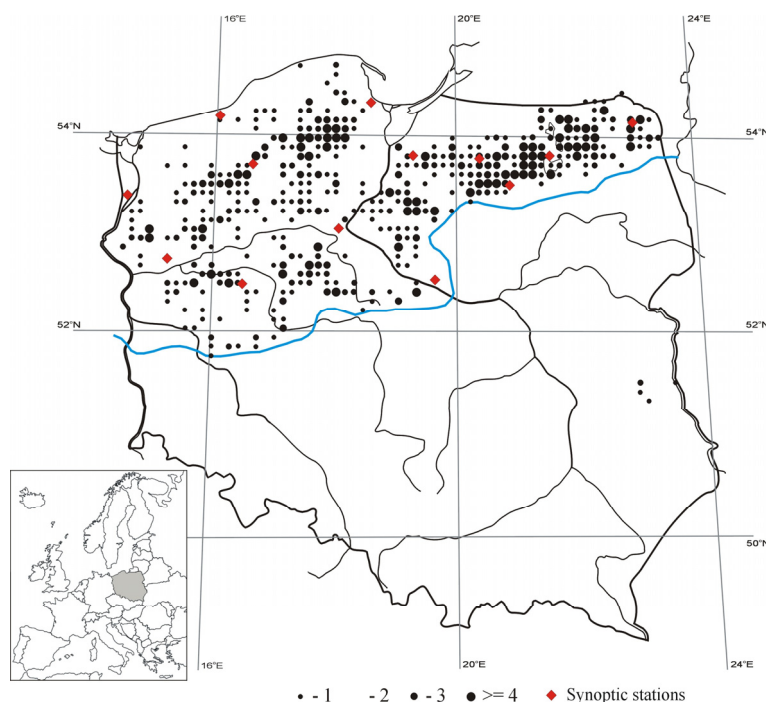 16°E 20°E 24°E
54°N 54°N
52°N 52°N
50°N
16°E 20°E 24°E
- 1 - 2 - 3 >= 4 Synoptic stations